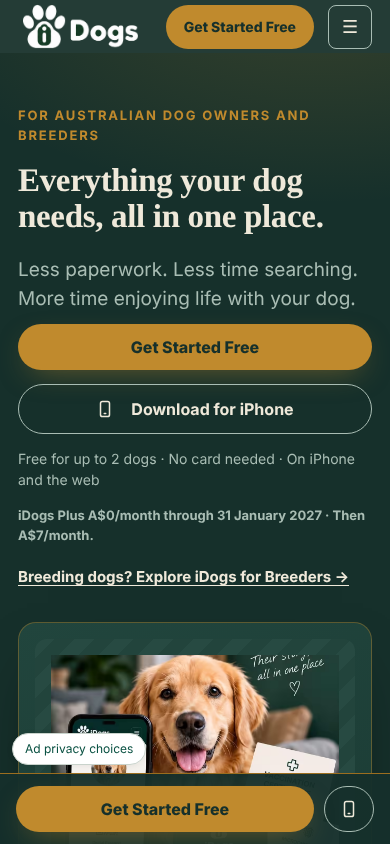 iDogs
Get Started Free
FOR AUSTRALIAN DOG OWNERS AND
BREEDERS
Everything your dog
needs, all in one place.
Less paperwork. Less time searching.
More time enjoying life with your dog.
Get Started Free
Download for iPhone
Free for up to 2 dogs · No card needed · On iPhone
and the web
iDogs Plus A$0/month through 31 January 2027 · Then
A$7/month.
Breeding dogs? Explore iDogs for Breeders →
Their story,
all in one place
iDogs
Ad privacy choices
Get Started Free